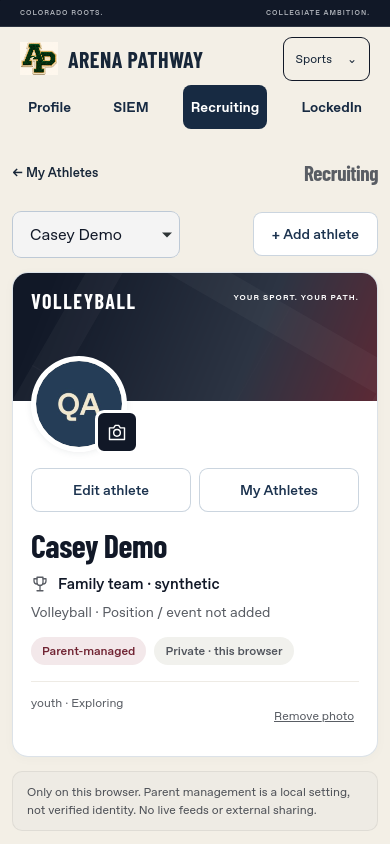 COLORADO ROOTS.
COLLEGIATE AMBITION.
AP
ARENA PATHWAY
Sports
Profile
SIEM
Recruiting
LockedIn
← My Athletes
Recruiting
Casey Demo
+ Add athlete
VOLLEYBALL
YOUR SPORT. YOUR PATH.
QA
Edit athlete
My Athletes
Casey Demo
Family team · synthetic
Volleyball · Position / event not added
Parent-managed
Private · this browser
youth · Exploring
Remove photo
Only on this browser. Parent management is a local setting,
not verified identity. No live feeds or external sharing.